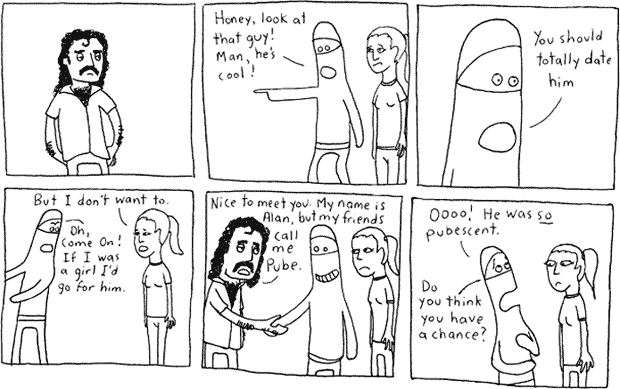 Honey, look at
that guy!
Man, he's
cool!
You should
totally date
him
But I don't want to.
Oh,
Come On!
If I was
a girl I'd
go for him.
Nice to meet you. My name is
Alan, but my friends
call
me
Pube.
Oooo! He was so
pubescent.
Do
you think
you have
a chance?